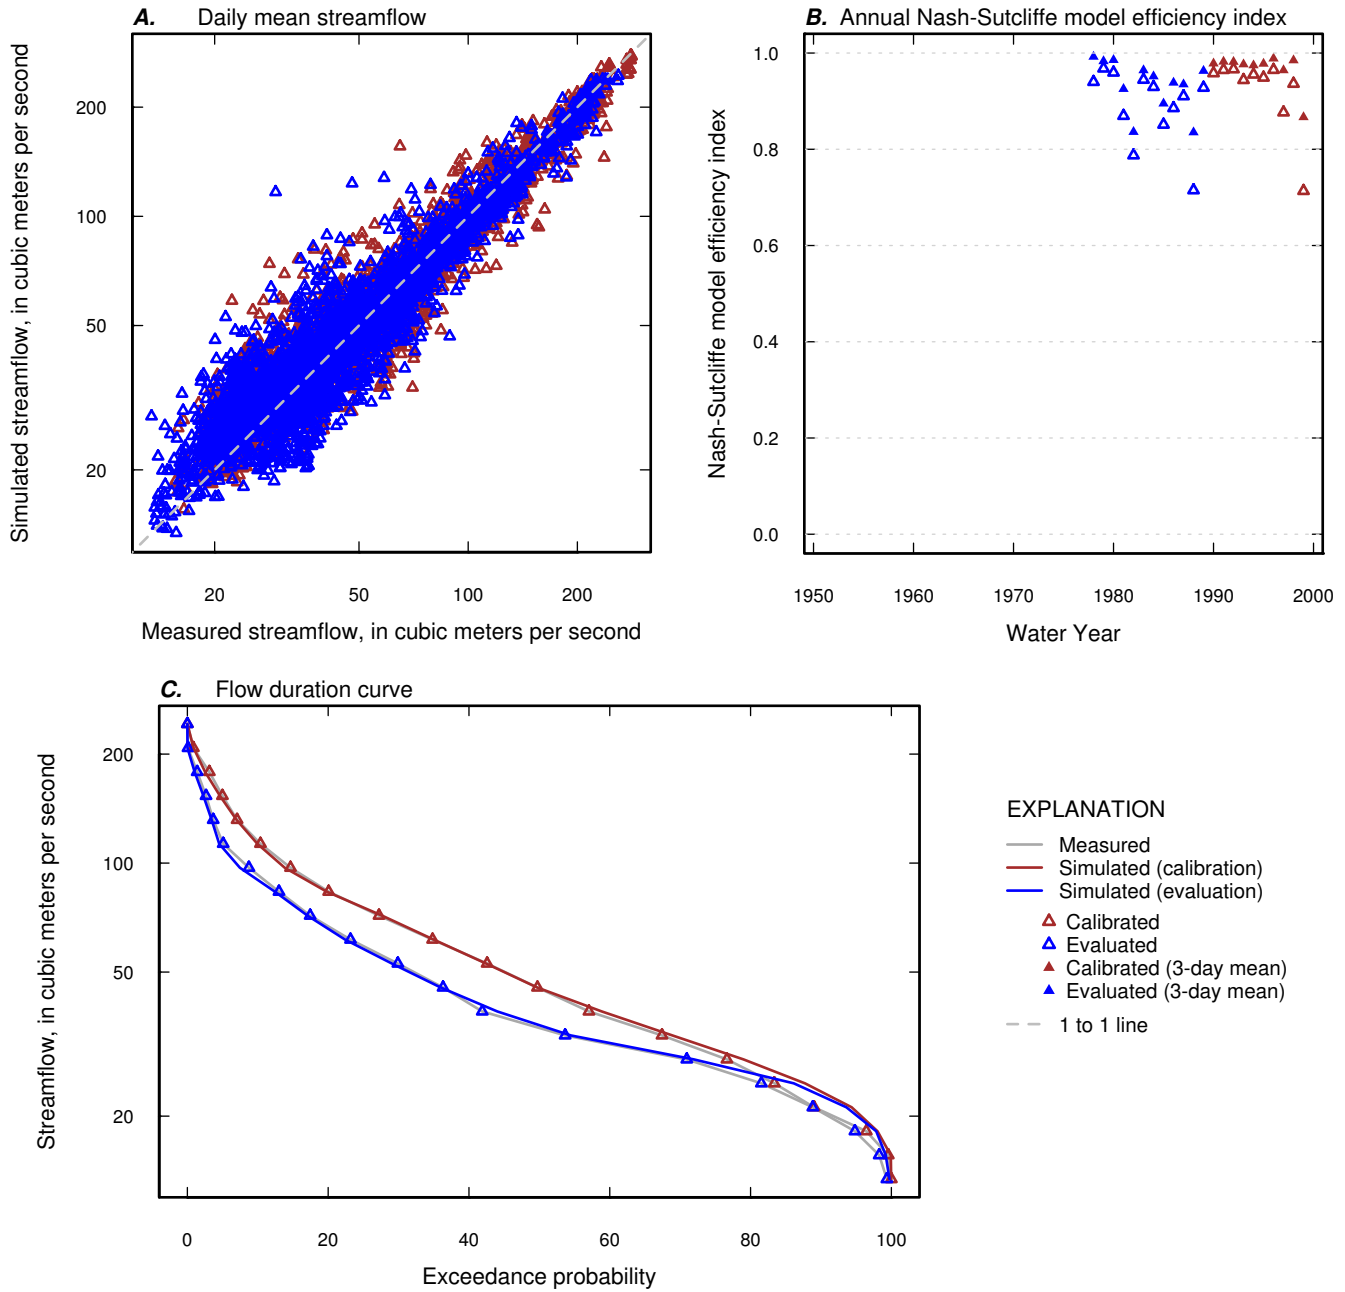 A. Daily mean streamflow
Simulated streamflow, in cubic meters per second
200
100
50
20
20 50 100 200
Measured streamflow, in cubic meters per second
B. Annual Nash-Sutcliffe model efficiency index
Nash-Sutcliffe model efficiency index
1.0
0.8
0.6
0.4
0.2
0.0
1950 1960 1970 1980 1990 2000
Water Year
C. Flow duration curve
Streamflow, in cubic meters per second
200
100
50
20
0 20 40 60 80 100
Exceedance probability
EXPLANATION
Measured
Simulated (calibration)
Simulated (evaluation)
Calibrated
Evaluated
Calibrated (3-day mean)
Evaluated (3-day mean)
1 to 1 line